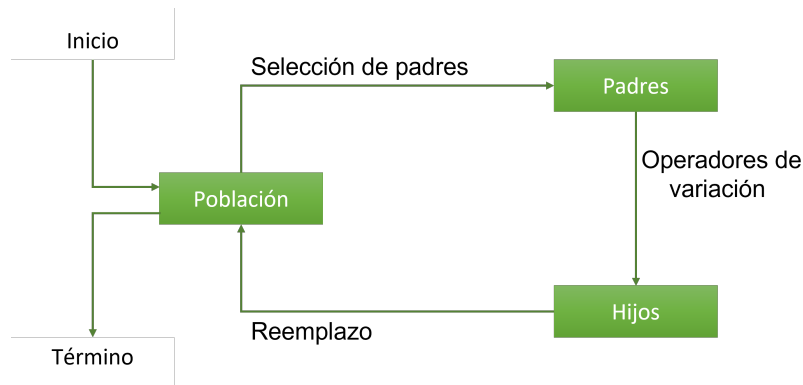 Inicio
Selección de padres
Padres
Operadores de
variación
Población
Hijos
Reemplazo
Término